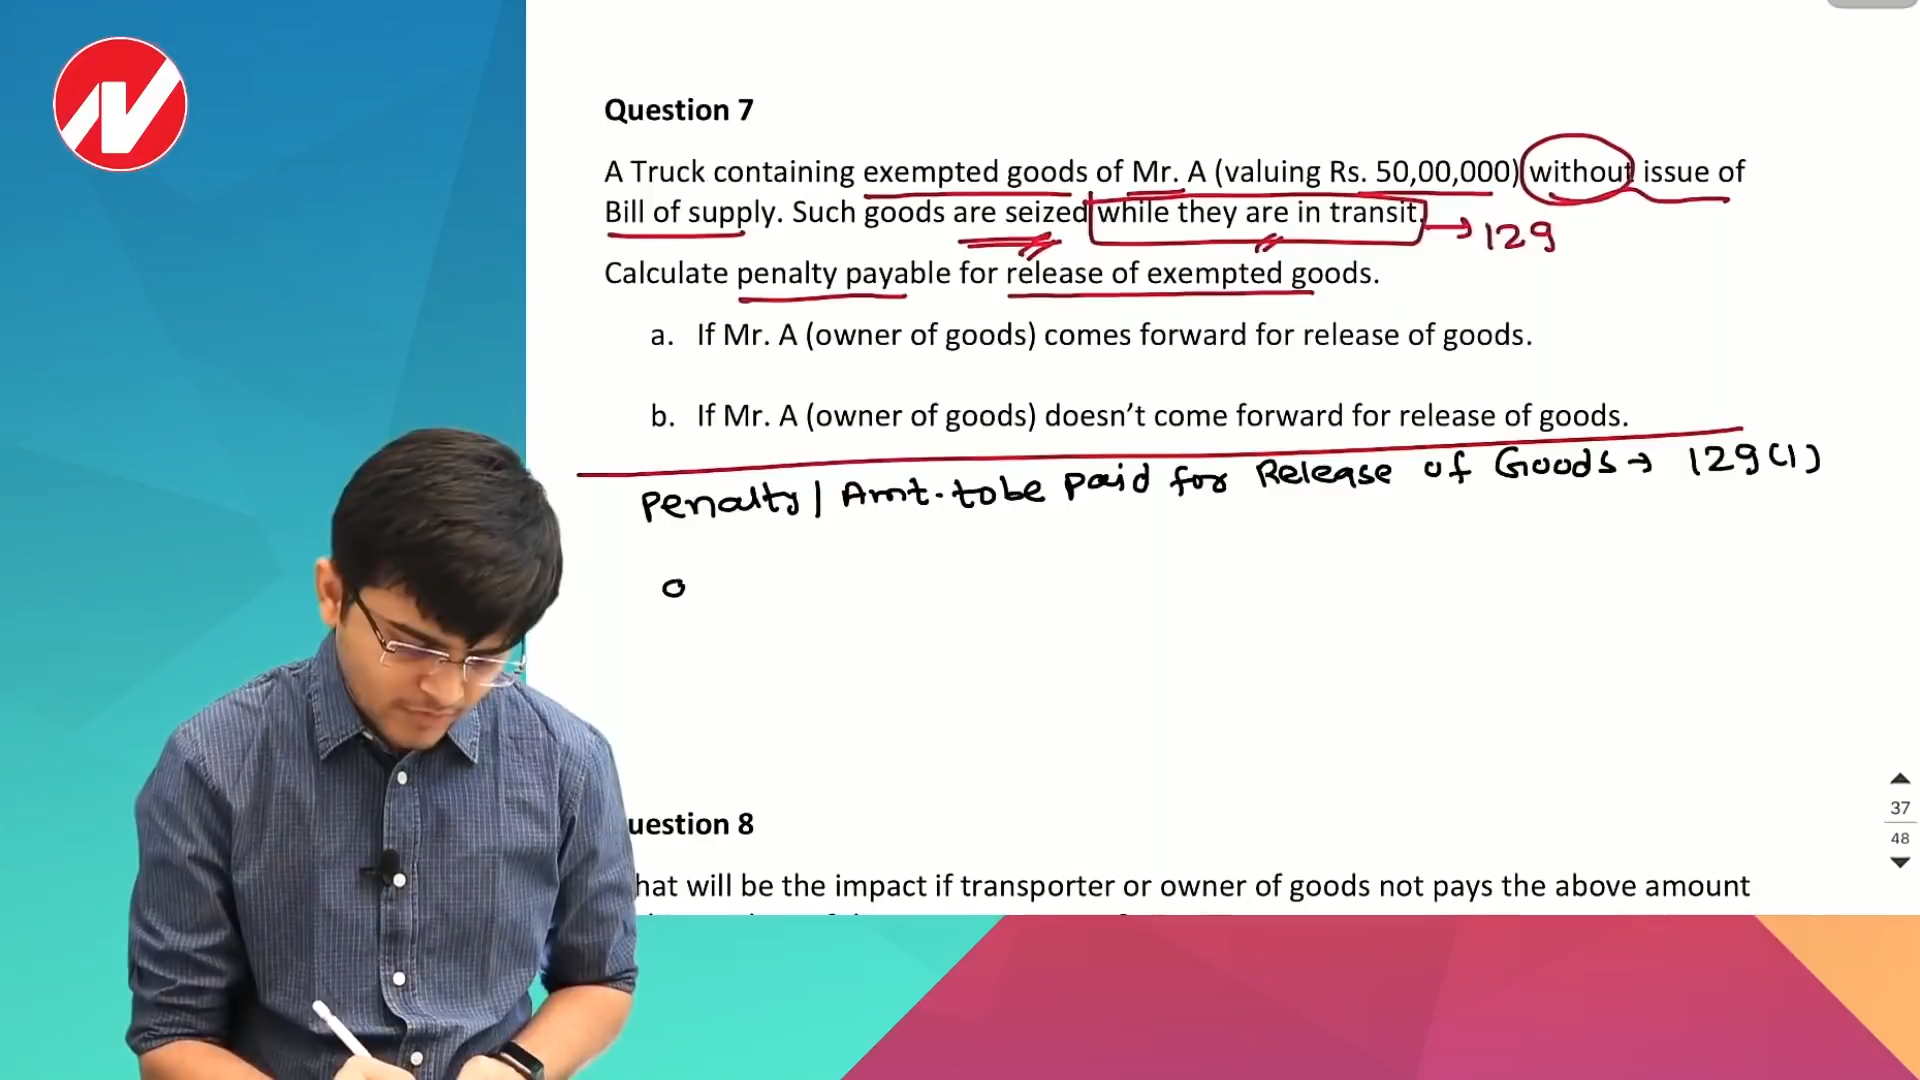 Question 7
A Truck containing exempted goods of Mr. A (valuing Rs. 50,00,000) without issue of
Bill of supply. Such goods are seized while they are in transit. → 129
Calculate penalty payable for release of exempted goods.
a. If Mr. A (owner of goods) comes forward for release of goods.
b. If Mr. A (owner of goods) doesn’t come forward for release of goods.
Penalty | Amt. to be Paid for Release of Goods → 129(1)
uestion 8
hat will be the impact if transporter or owner of goods not pays the above amount
37
48